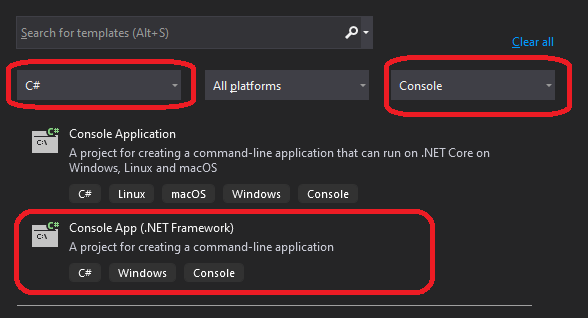 Search for templates (Alt+S)
Clear all
C# All platforms Console
C# Console Application
C:\ A project for creating a command-line application that can run on .NET Core on
Windows, Linux and macOS
C# Linux macOS Windows Console
C# Console App (.NET Framework)
C:\ A project for creating a command-line application
C# Windows Console